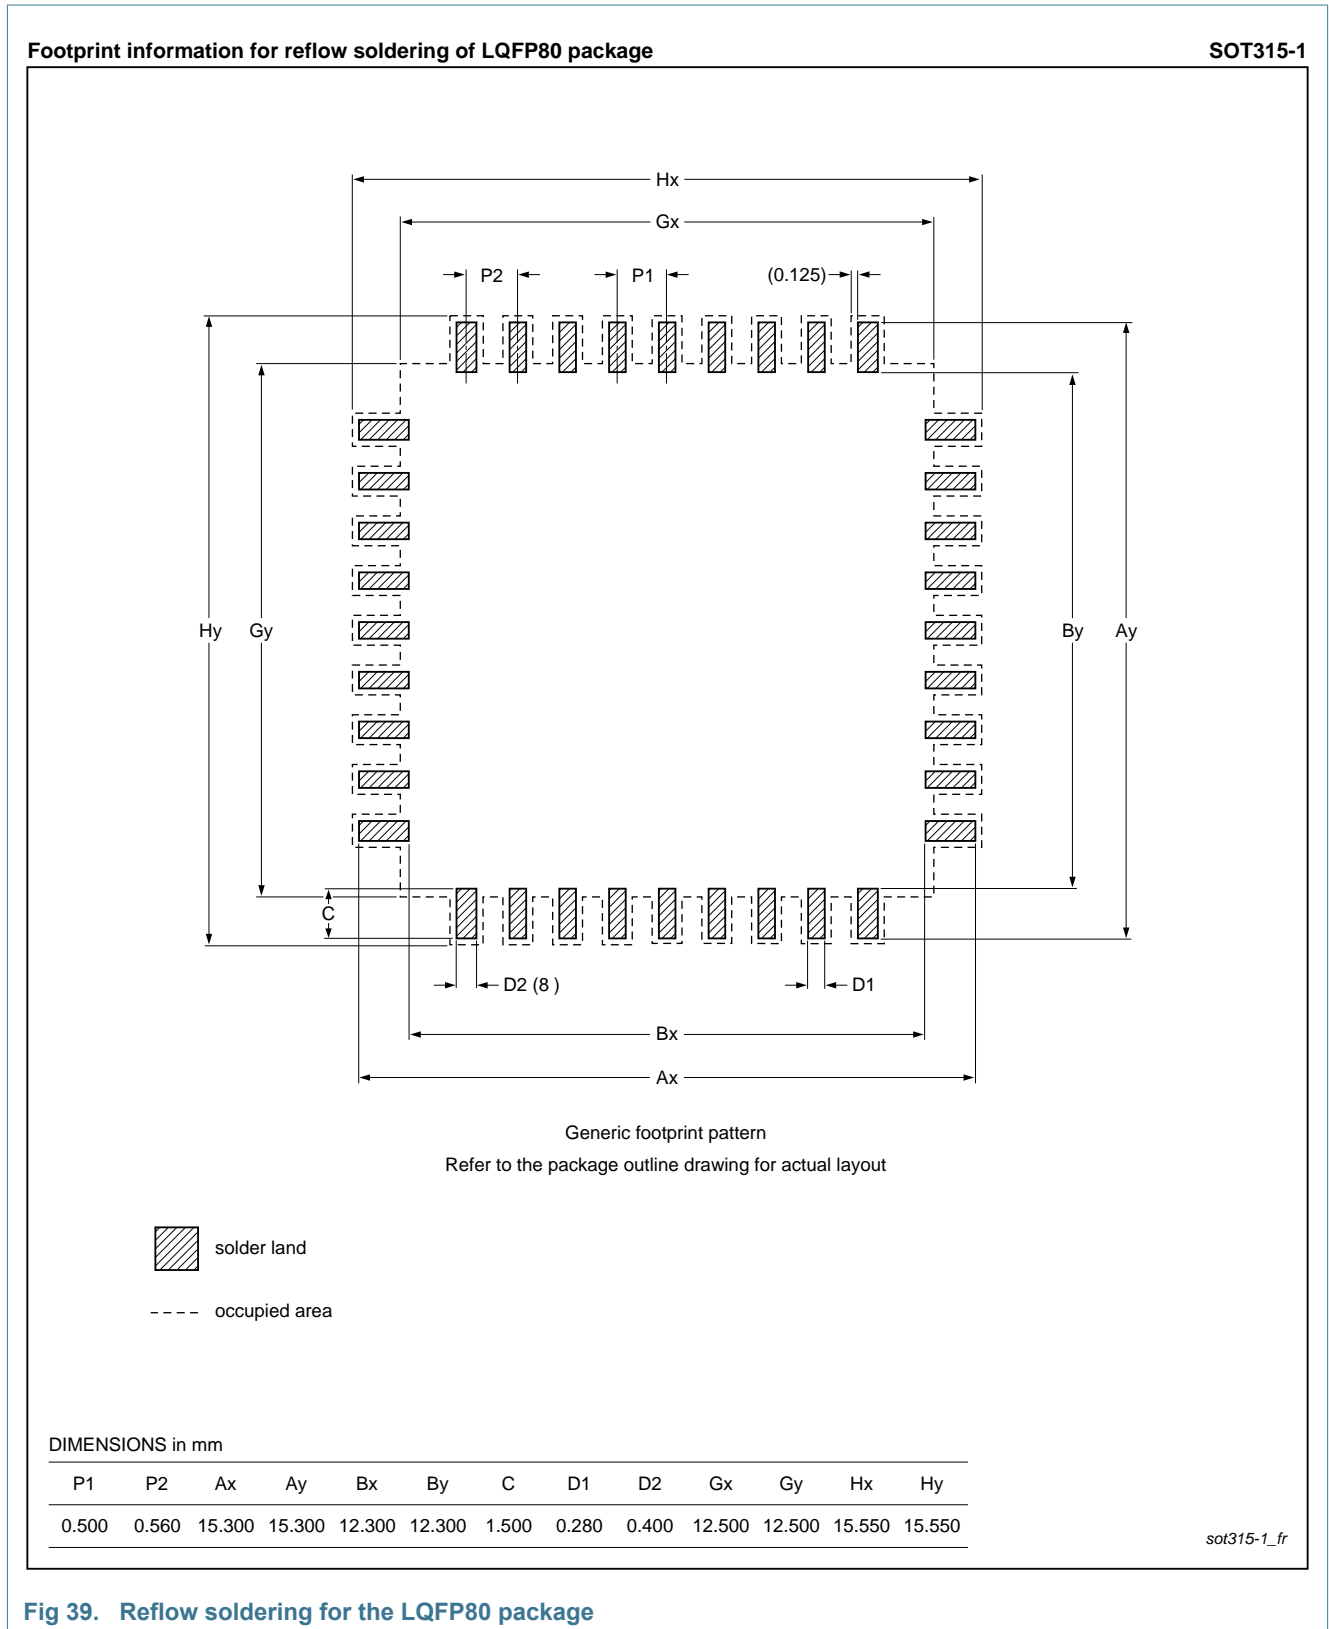 Footprint information for reflow soldering of LQFP80 package SOT315-1
Hx
Gx
P2 P1 (0.125)
Hy Gy By Ay
C
D2 (8 ) D1
Bx
Ax
Generic footprint pattern
Refer to the package outline drawing for actual layout
solder land
occupied area
DIMENSIONS in mm
P1 P2 Ax Ay Bx By C D1 D2 Gx Gy Hx Hy
0.500 0.560 15.300 15.300 12.300 12.300 1.500 0.280 0.400 12.500 12.500 15.550 15.550
sot315-1_fr
Fig 39. Reflow soldering for the LQFP80 package